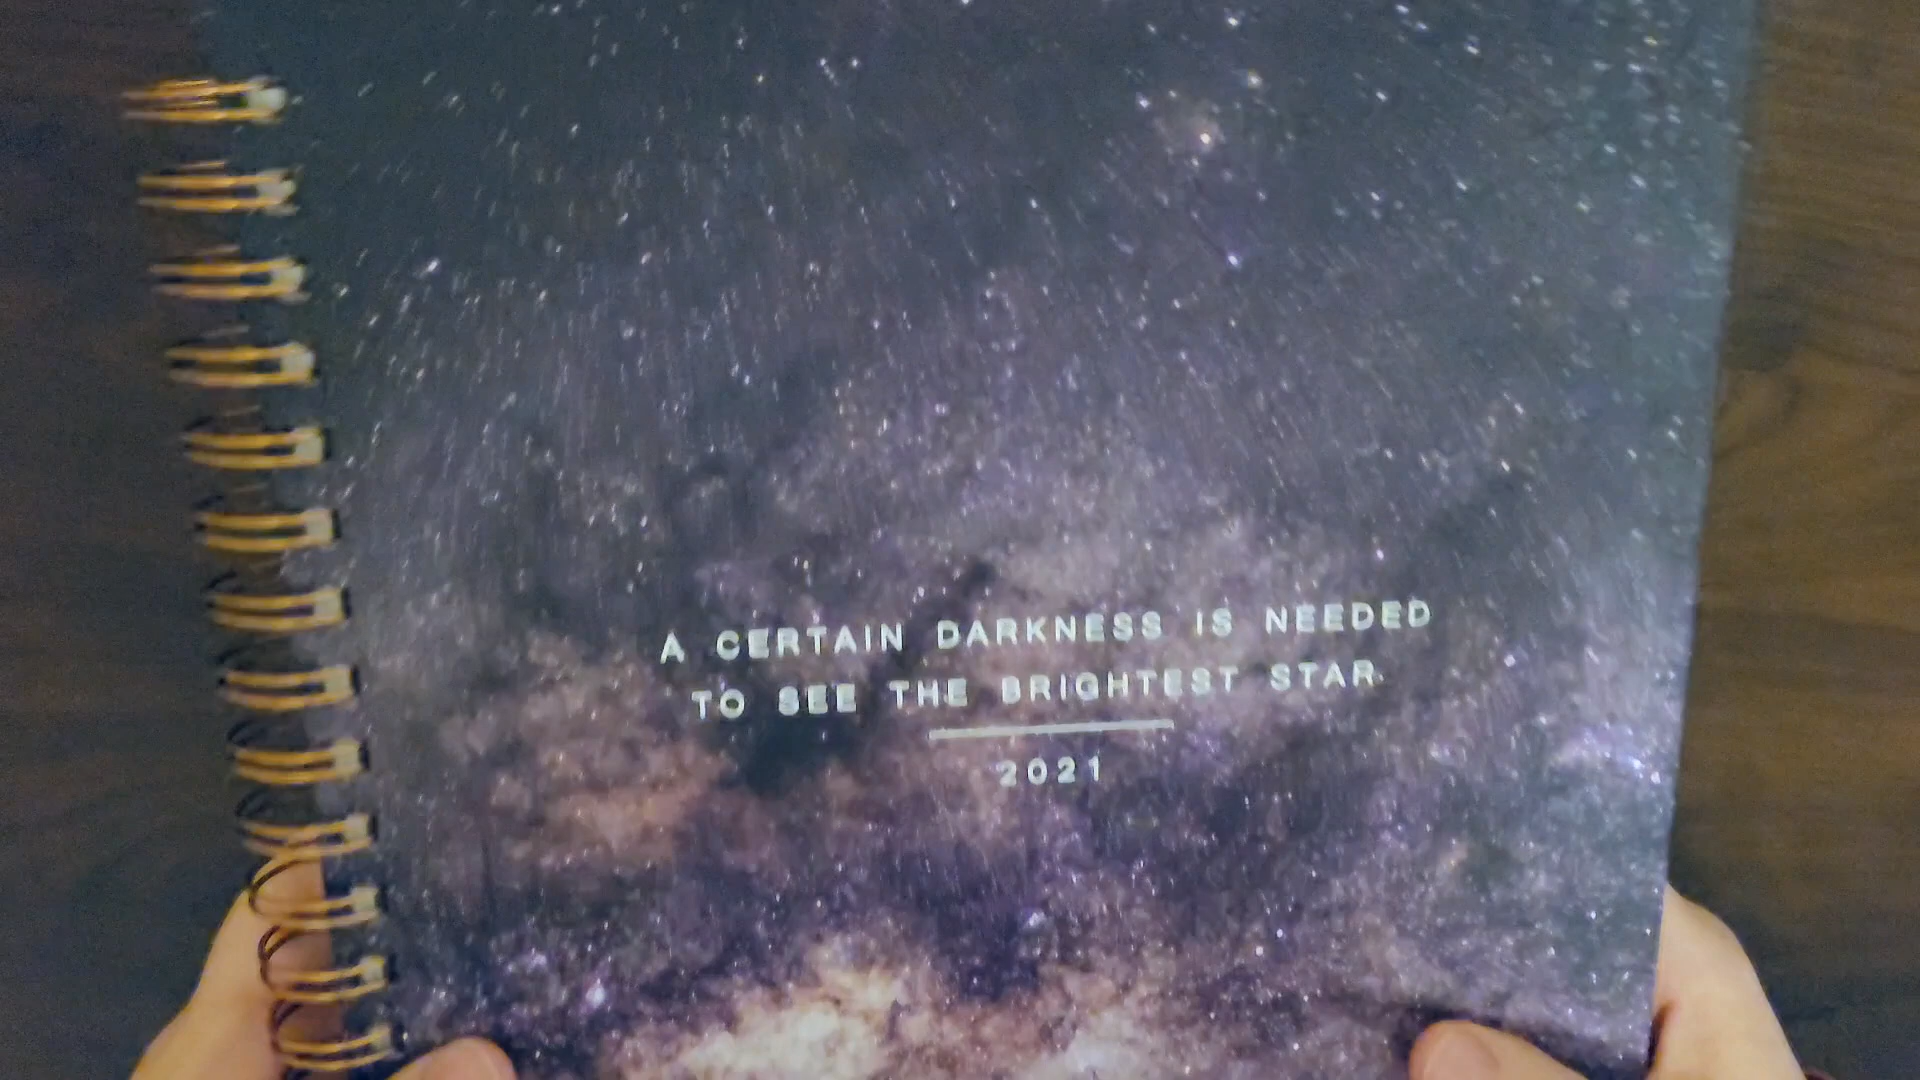 A CERTAIN DARKNESS IS NEEDED
TO SEE THE BRIGHTEST STAR.
2021